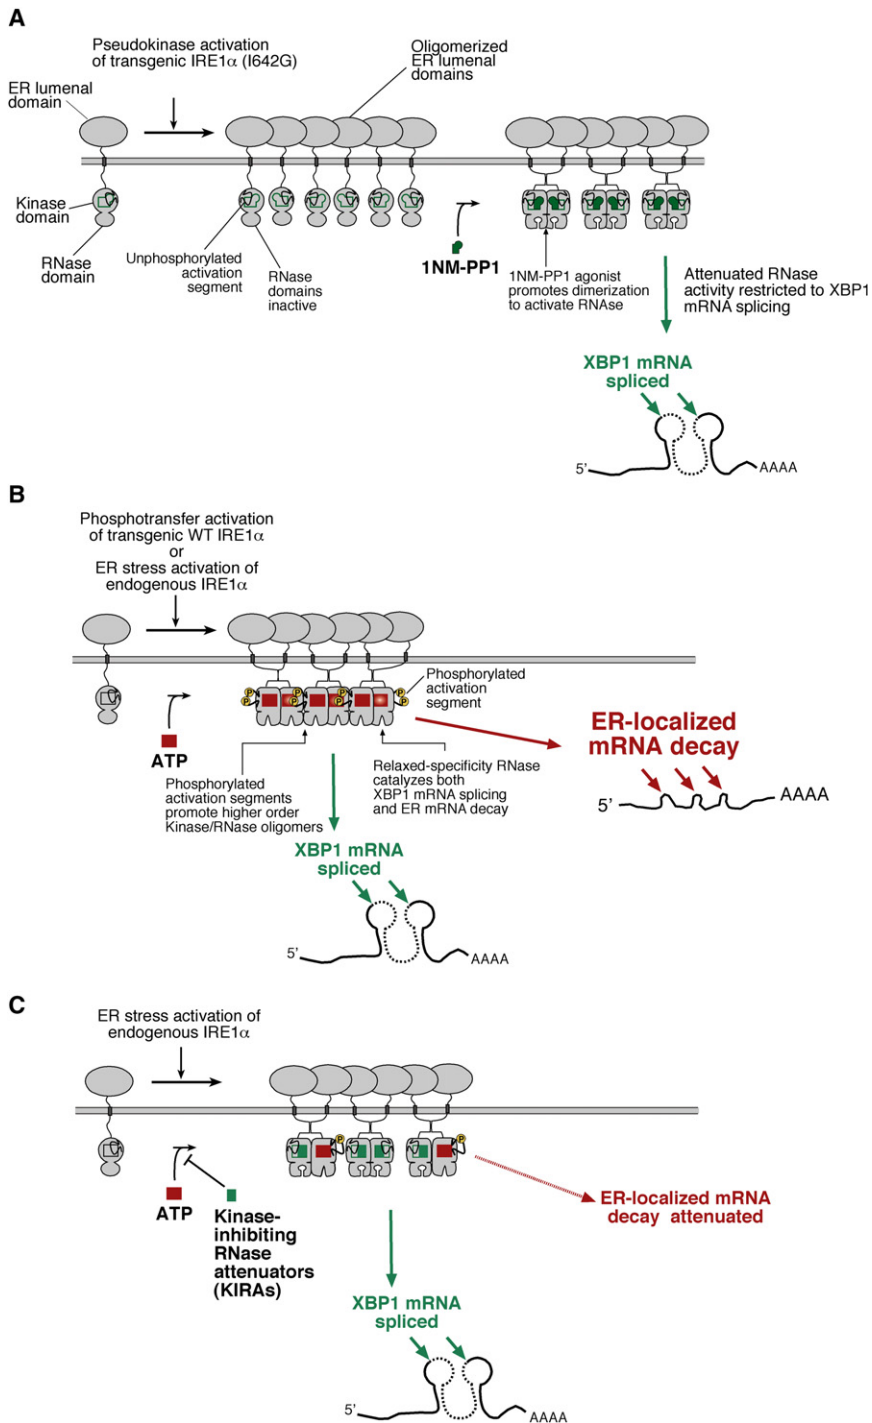 A
Pseudokinase activation
of transgenic IRE1α (I642G)
Oligomerized
ER lumenal
domains
ER lumenal
domain
Kinase
domain
RNase
domain
Unphosphorylated
activation
segment
RNase
domains
inactive
1NM-PP1
1NM-PP1 agonist
promotes dimerization
to activate RNAse
Attenuated RNase
activity restricted to XBP1
mRNA splicing
XBP1 mRNA
spliced
5’
AAAA
B
Phosphotransfer activation
of transgenic WT IRE1α
or
ER stress activation of
endogenous IRE1α
P
P
P
P
P
P
P
P
Phosphorylated
activation
segment
ATP
Phosphorylated
activation segments
promote higher order
Kinase/RNase oligomers
Relaxed-specificity RNase
catalyzes both
XBP1 mRNA splicing
and ER mRNA decay
ER-localized
mRNA decay
5’
AAAA
XBP1 mRNA
spliced
5’
AAAA
C
ER stress activation of
endogenous IRE1α
P
P
ATP
Kinase-
inhibiting
RNase
attenuators
(KIRAs)
ER-localized mRNA
decay attenuated
XBP1 mRNA
spliced
5’
AAAA